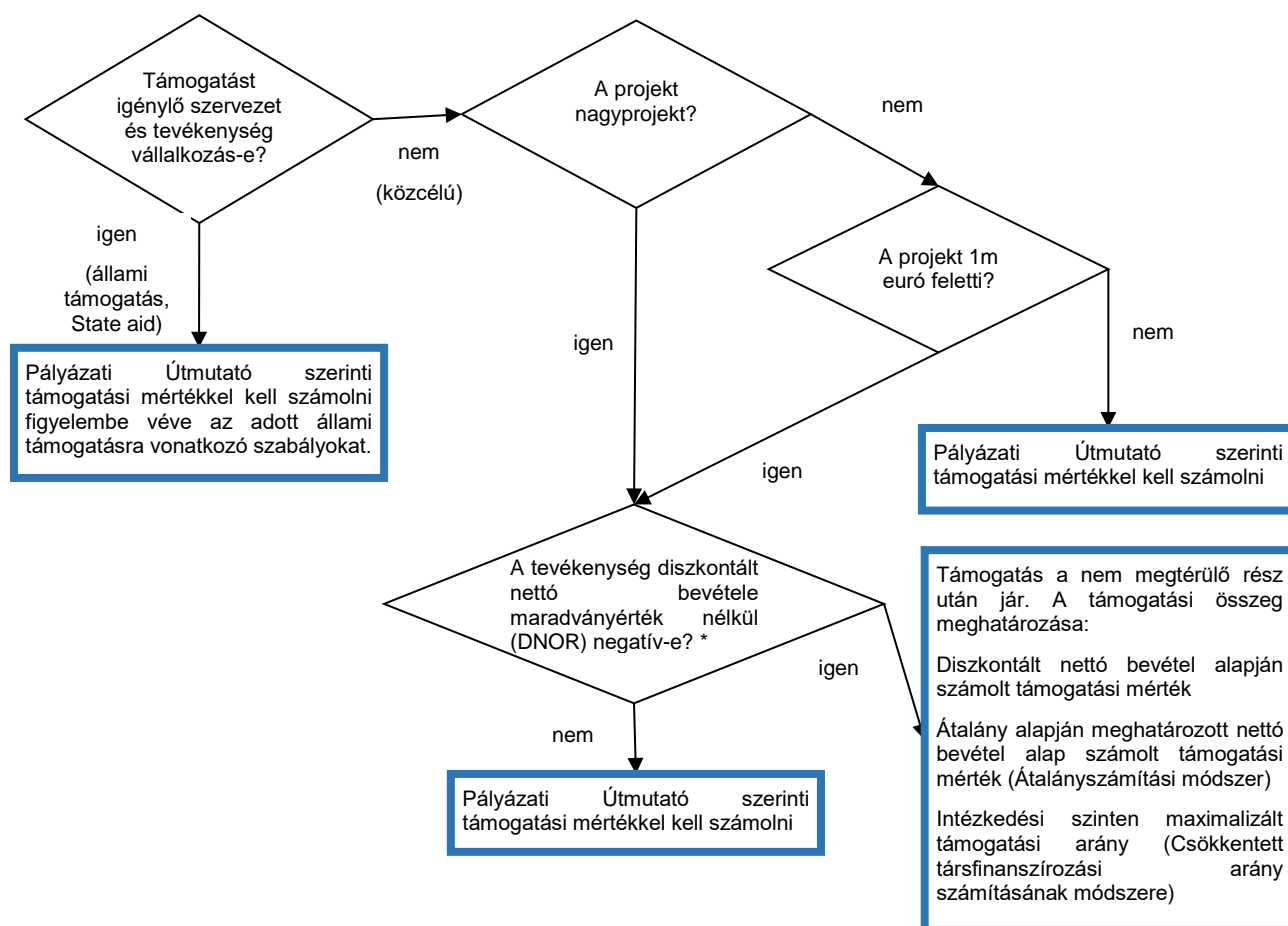 Támogatást
igénylő szervezet
és tevékenység
vállalkozás-e?
nem
(közcélú)
A projekt
nagyprojekt?
nem
igen
(állami
támogatás,
State aid)
A projekt 1m
euró feletti?
igen
nem
Pályázati Útmutató szerinti
támogatási mértékkel kell számolni
figyelembe véve az adott állami
támogatásra vonatkozó szabályokat.
Pályázati Útmutató szerinti
támogatási mértékkel kell számolni
igen
A tevékenység diszkontált
nettó bevétele
maradványérték nélkül
(DNOR) negatív-e? *
igen
nem
Pályázati Útmutató szerinti
támogatási mértékkel kell számolni
Támogatás a nem megtérülő rész
után jár. A támogatási összeg
meghatározása:
Diszkontált nettó bevétel alapján
számolt támogatási mérték
Átalány alapján meghatározott nettó
bevétel alap számolt támogatási
mérték (Átalányszámítási módszer)
Intézkedési szinten maximalizált
támogatási arány (Csökkentett
társfinanszírozási arány
számításának módszere)